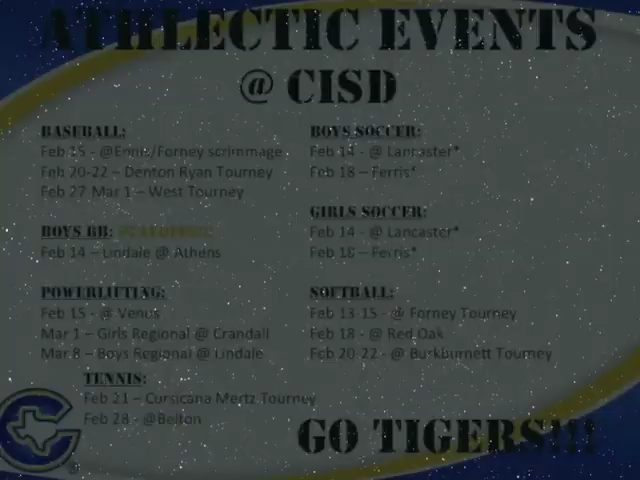 ATHLECTIC EVENTS
@ CISD
BASEBALL:
Feb 15 - @Ennis/Forney scrimmage
Feb 20-22 – Denton Ryan Tourney
Feb 27 Mar 1 – West Tourney
BOYS BB:
Feb 14 – Lindale @ Athens
POWERLIFTING:
Feb 15 - @ Venus
Mar 1 – Girls Regional @ Crandall
Mar 8 – Boys Regional @ Lindale
TENNIS:
Feb 21 – Corsicana Mertz Tourney
Feb 28 - @Belton
BOYS SOCCER:
Feb 14 - @ Lancaster*
Feb 18 – Ferris*
GIRLS SOCCER:
Feb 14 - @ Lancaster*
Feb 18 – Ferris*
SOFTBALL:
Feb 13-15 - @ Forney Tourney
Feb 18 - @ Red Oak
Feb 20-22 - @ Burkburnett Tourney
GO TIGERS!!!